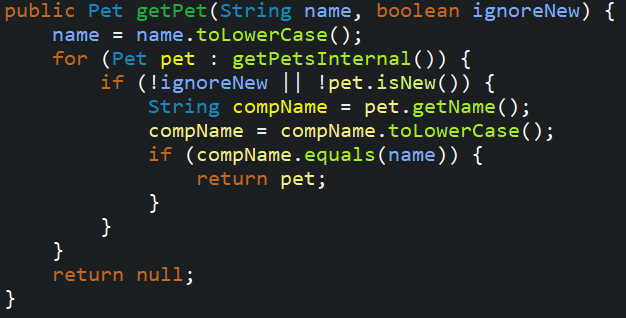 public Pet getPet(String name, boolean ignoreNew) {
    name = name.toLowerCase();
    for (Pet pet : getPetsInternal()) {
        if (!ignoreNew || !pet.isNew()) {
            String compName = pet.getName();
            compName = compName.toLowerCase();
            if (compName.equals(name)) {
                return pet;
            }
        }
    }
    return null;
}